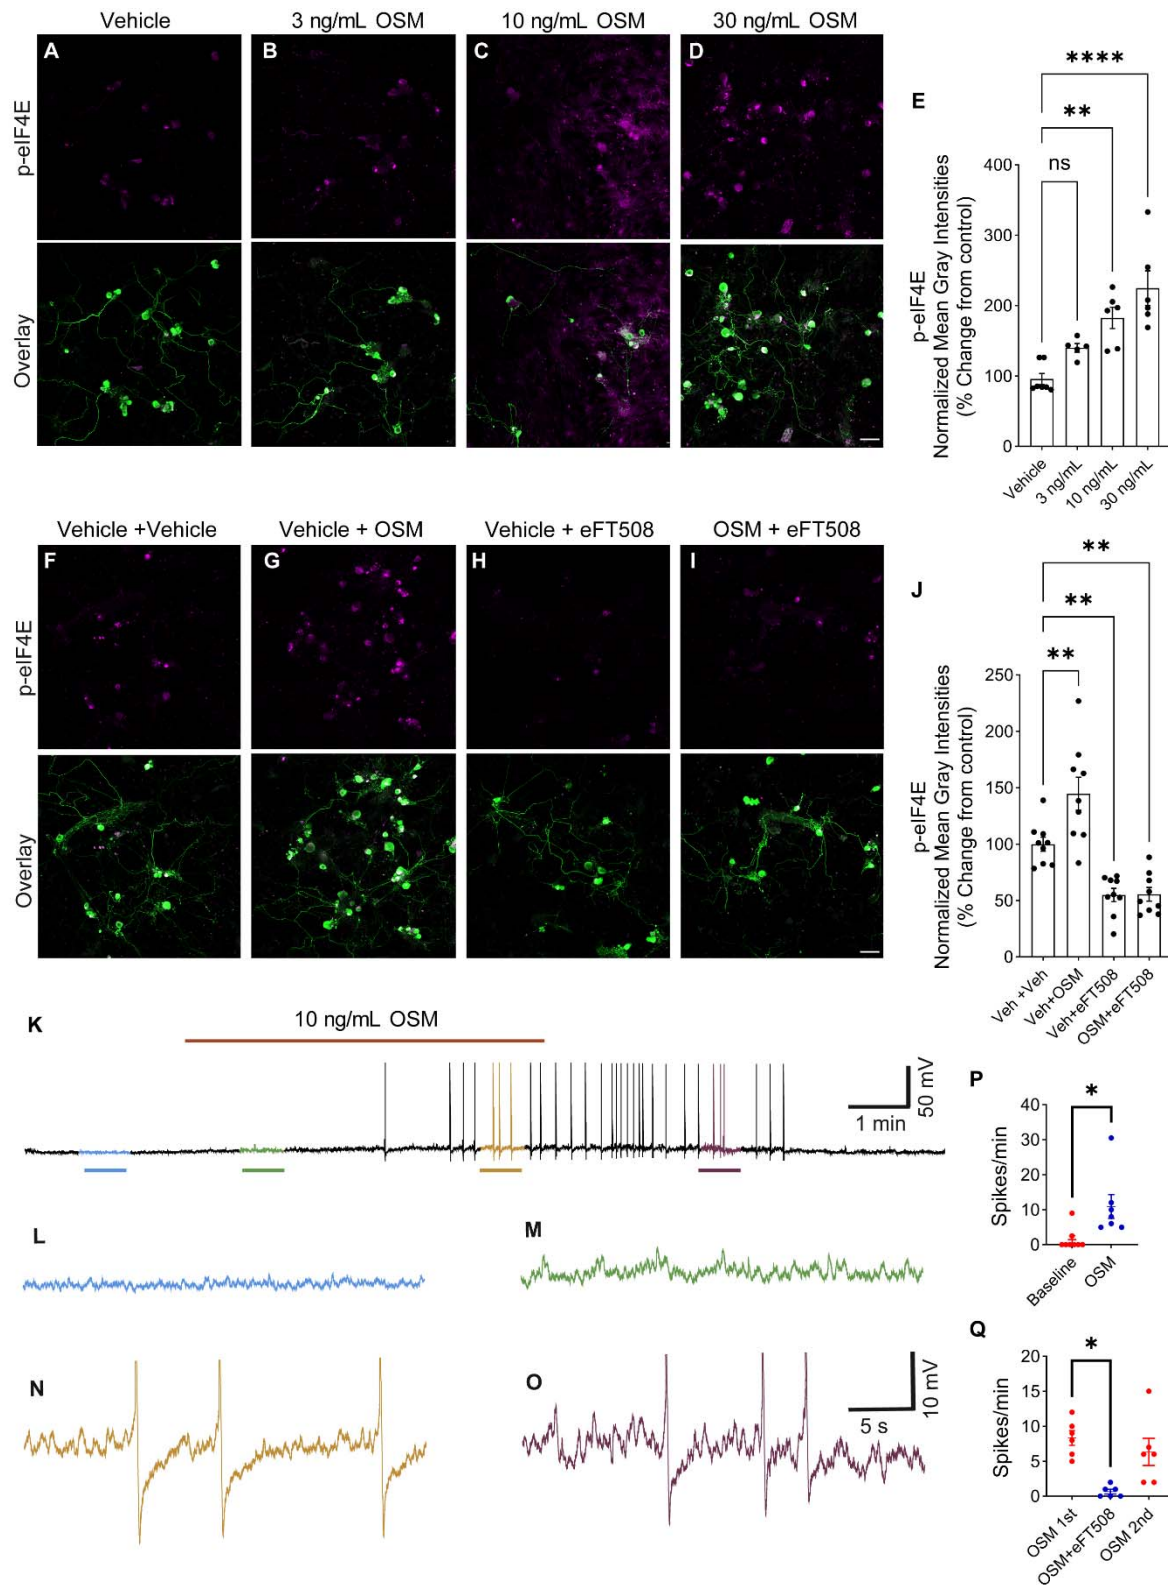 Vehicle
3 ng/mL OSM
10 ng/mL OSM
30 ng/mL OSM
A
B
C
D
p-eIF4E
Overlay
E
****
**
ns
p-eIF4E
Normalized Mean Gray Intensities
(% Change from control)
400
300
200
100
0
Vehicle
3 ng/mL
10 ng/mL
30 ng/mL
Vehicle +Vehicle
Vehicle + OSM
Vehicle + eFT508
OSM + eFT508
F
G
H
I
p-eIF4E
Overlay
J
**
**
**
p-eIF4E
Normalized Mean Gray Intensities
(% Change from control)
250
200
150
100
50
0
Veh +Veh
Veh+OSM
Veh+eFT508
OSM+eFT508
K
10 ng/mL OSM
1 min
50 mV
L
M
N
O
5 s
10 mV
P
*
Spikes/min
40
30
20
10
0
Baseline
OSM
Q
*
Spikes/min
20
15
10
5
0
OSM 1st
OSM+eFT508
OSM 2nd